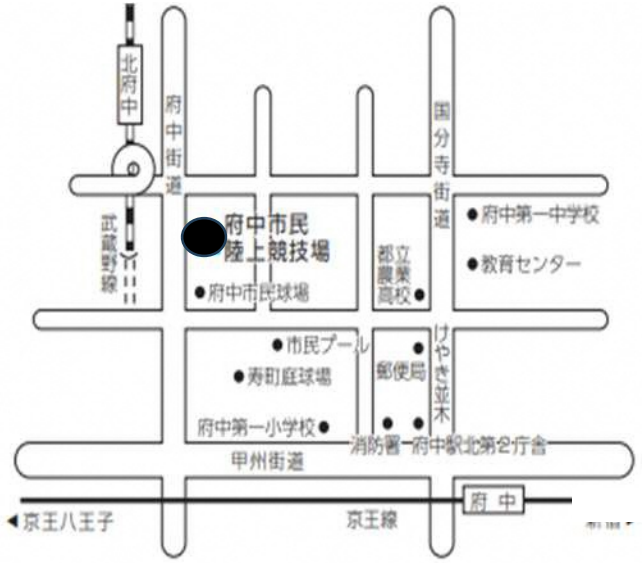 北府中
府中街道
国分寺街道
武蔵野線
府中市民
陸上競技場
府中第一中学校
教育センター
都立
農業
高校
府中市民球場
市民プール
けやき並木
郵便局
寿町庭球場
府中第一小学校
消防署
府中駅北第2庁舎
甲州街道
府中
◀京王八王子
京王線